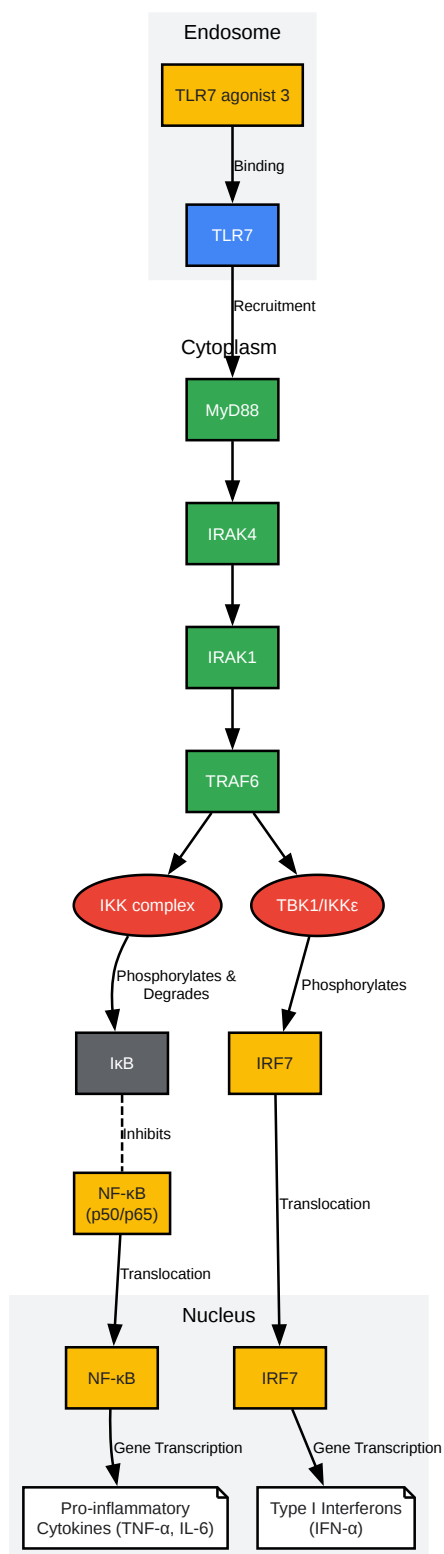 Endosome
TLR7 agonist 3
Binding
TLR7
Recruitment
Cytoplasm
MyD88
IRAK4
IRAK1
TRAF6
IKK complex
TBK1/IKKε
Phosphorylates &
Degrades
Phosphorylates
IκB
IRF7
Inhibits
NF-κB
(p50/p65)
Translocation
Translocation
Nucleus
NF-κB
IRF7
Gene Transcription
Gene Transcription
Pro-inflammatory
Cytokines (TNF-α, IL-6)
Type I Interferons
(IFN-α)